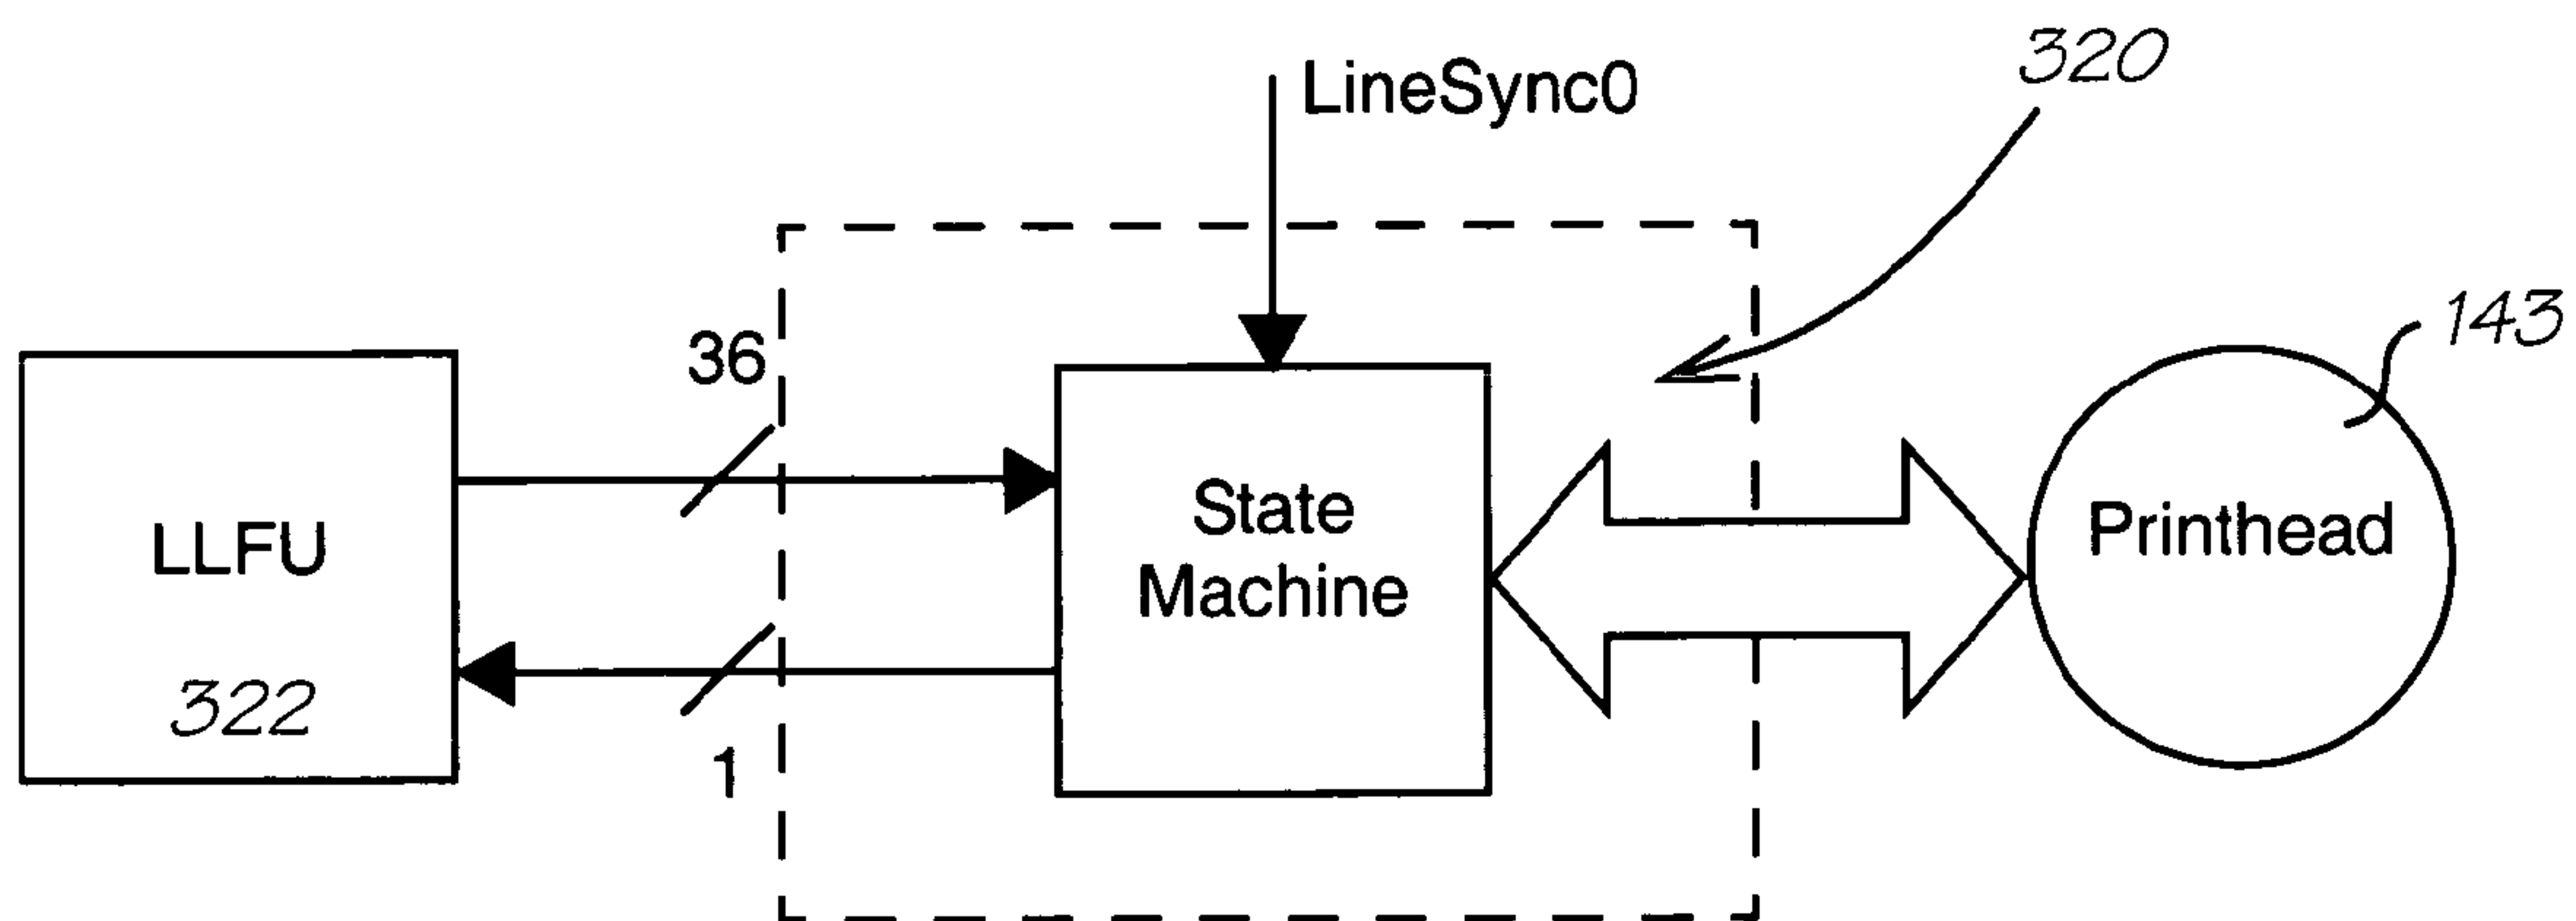 320
LineSync0
143
36
State
Machine
Printhead
LLFU
322
1